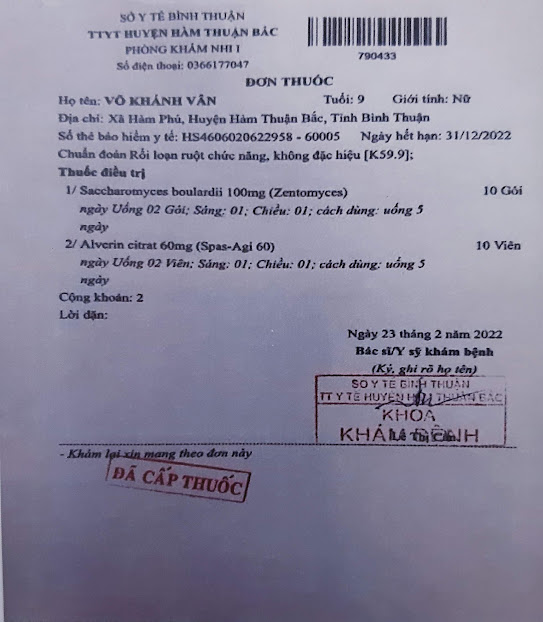 SỞ Y TẾ BÌNH THUẬN
TTYT HUYỆN HÀM THUẬN BẮC
PHÒNG KHÁM NHI 1
Số điện thoại: 0366177047
790433
ĐƠN THUỐC
Họ tên: VÕ KHÁNH VÂN Tuổi: 9 Giới tính: Nữ
Địa chỉ: Xã Hàm Phú, Huyện Hàm Thuận Bắc, Tỉnh Bình Thuận
Số thẻ bảo hiểm y tế: HS4606020622958 - 60005 Ngày hết hạn: 31/12/2022
Chuẩn đoán Rối loạn ruột chức năng, không đặc hiệu [K59.9];
Thuốc điều trị
1/ Saccharomyces boulardii 100mg (Zentomyces) 10 Gói
ngày Uống 02 Gói; Sáng: 01; Chiều: 01; cách dùng: uống 5
ngày
2/ Alverin citrat 60mg (Spas-Agi 60) 10 Viên
ngày Uống 02 Viên; Sáng: 01; Chiều: 01; cách dùng: uống 5
ngày
Cộng khoản: 2
Lời dặn:
Ngày 23 tháng 2 năm 2022
Bác sĩ/Y sỹ khám bệnh
(Ký, ghi rõ họ tên)
SỞ Y TẾ BÌNH THUẬN
TT Y TẾ HUYỆN HÀM THUẬN BẮC
KHOA
KHÁM BỆNH
Lê Thị
- Khám lại xin mang theo đơn này
ĐÃ CẤP THUỐC